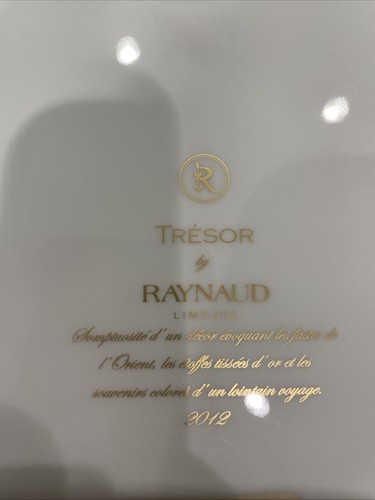 R
TRÉSOR
by
RAYNAUD
LIMOGES
Somptuosité d'un décor évoquant les fastes de
l'Orient, les étoffes tissées d'or et les
souvenirs colorés d'un lointain voyage.
2012